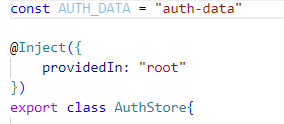 const AUTH_DATA = "auth-data"
@Inject({
    providedIn: "root"
})
export class AuthStore{